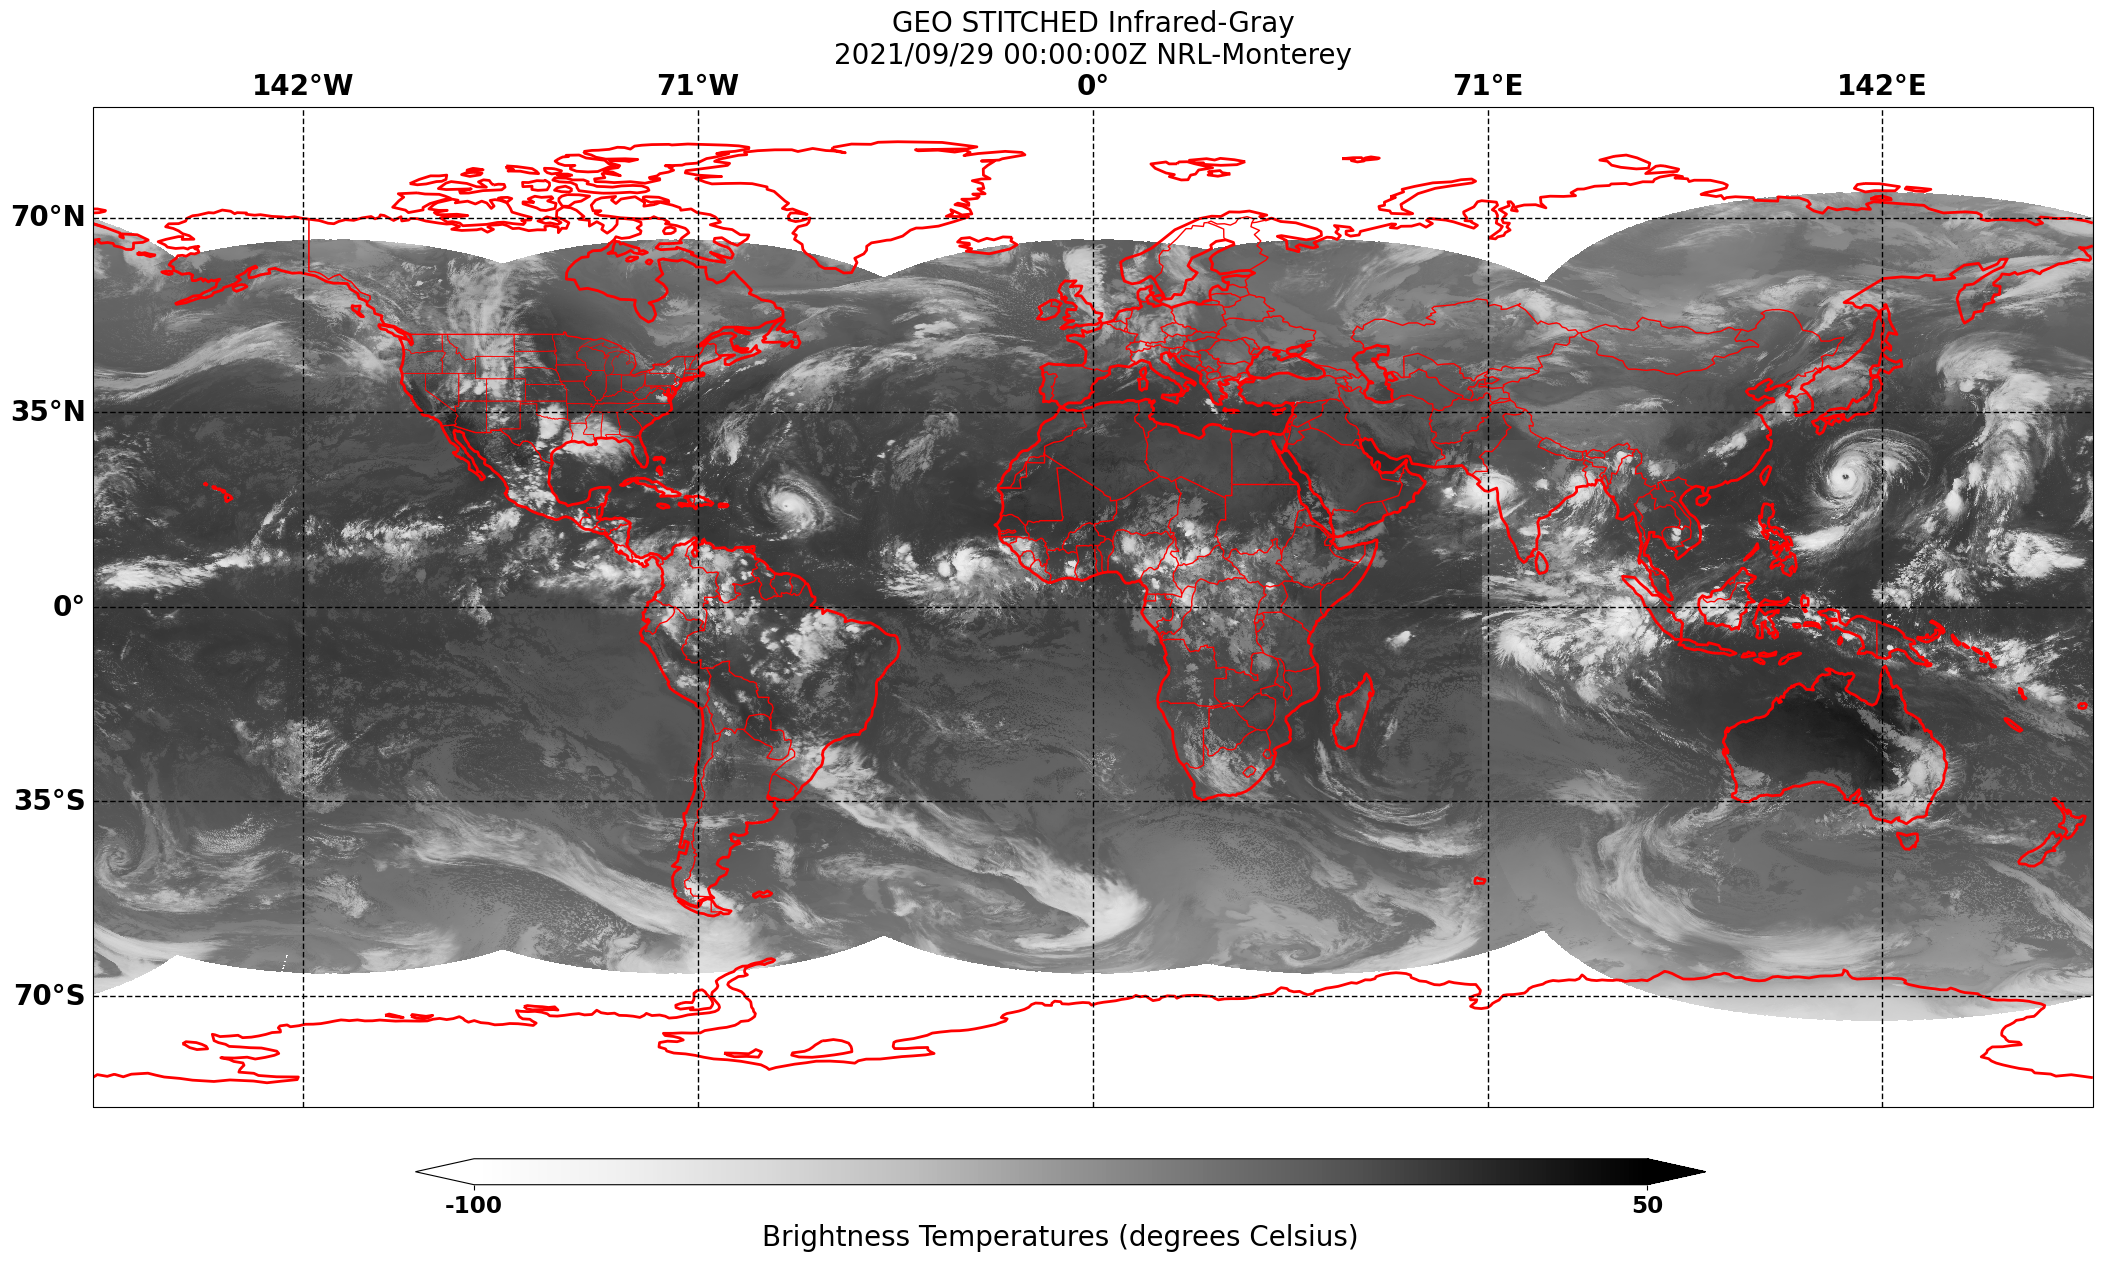 GEO STITCHED Infrared-Gray
2021/09/29 00:00:00Z NRL-Monterey
142°W 71°W 0° 71°E 142°E
70°N
35°N
0°
35°S
70°S
-100 50
Brightness Temperatures (degrees Celsius)